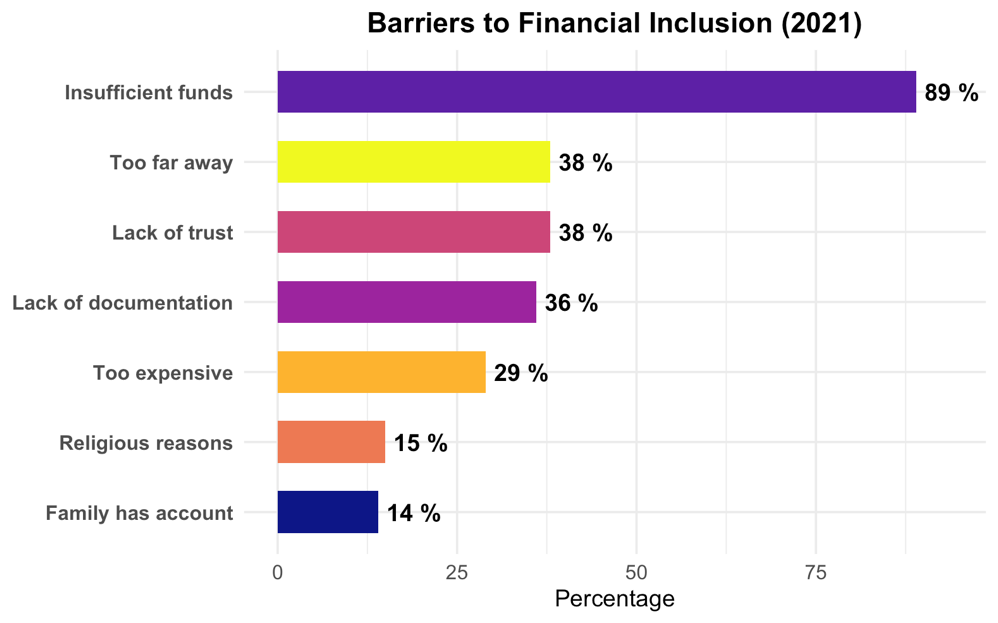 Barriers to Financial Inclusion (2021)
Insufficient funds 89 %
Too far away 38 %
Lack of trust 38 %
Lack of documentation 36 %
Too expensive 29 %
Religious reasons 15 %
Family has account 14 %
0 25 50 75
Percentage